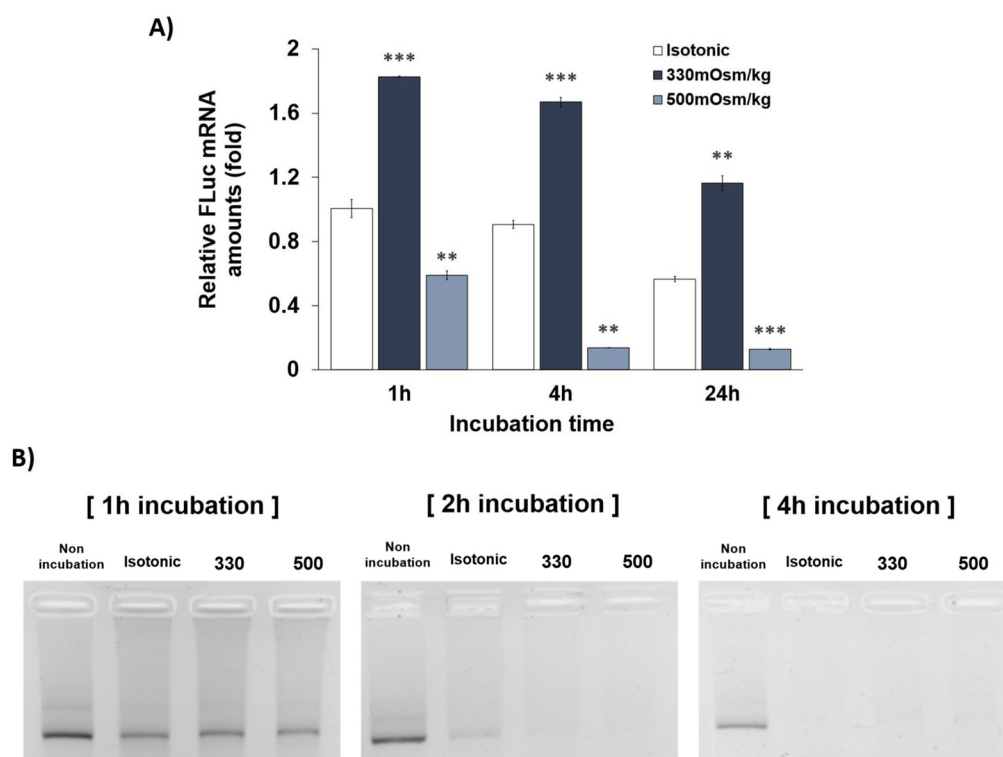 A)
Relative FLuc mRNA
amounts (fold)
2
1.6
1.2
0.8
0.4
0
***
**
***
**
**
***
Isotonic
330mOsm/kg
500mOsm/kg
1h
4h
24h
Incubation time
B)
[ 1h incubation ]
Non
incubation
Isotonic
330
500
[ 2h incubation ]
Non
incubation
Isotonic
330
500
[ 4h incubation ]
Non
incubation
Isotonic
330
500